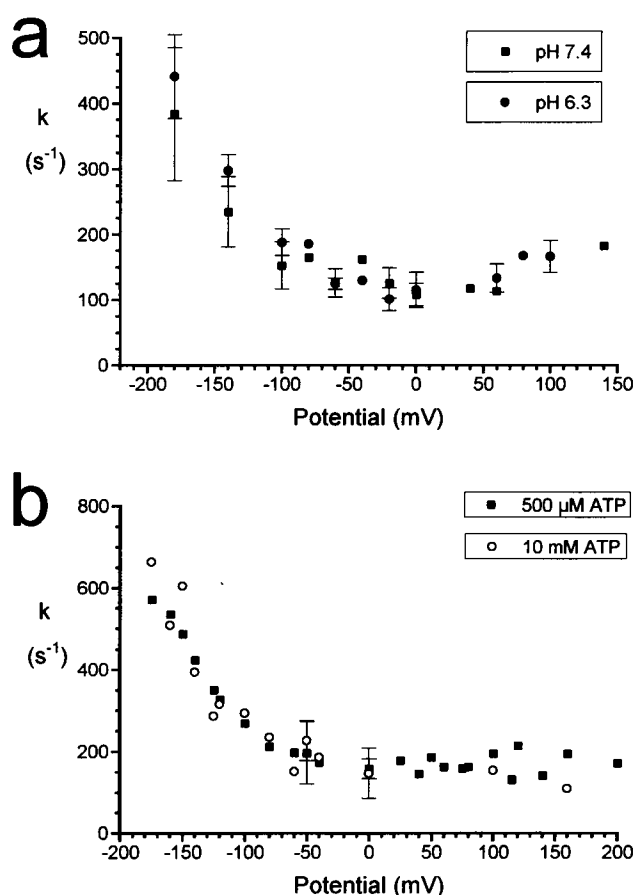 a
500
400
300
200
100
0
k
(s⁻¹)
pH 7.4
pH 6.3
-200 -150 -100 -50 0 50 100 150
Potential (mV)
b
800
600
400
200
0
k
(s⁻¹)
500 µM ATP
10 mM ATP
-200 -150 -100 -50 0 50 100 150 200
Potential (mV)